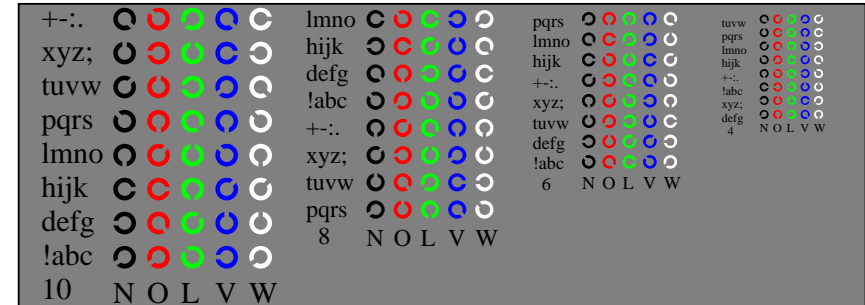 +-:.
xyz;
tuvw
pqrs
lmno
hijk
defg
!abc
10 N O L V W
lmno
hijk
defg
!abc
+-:.
xyz;
tuvw
pqrs
8 N O L V W
pqrs
lmno
hijk
+-:.
xyz;
tuvw
defg
!abc
6 N O L V W
tuvw
pqrs
lmno
hijk
+-:.
!abc
xyz;
defg
4 N O L V W